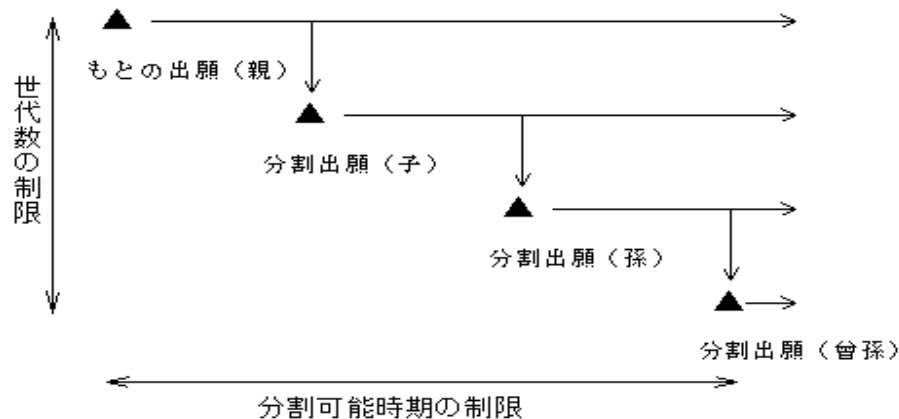 もとの出願（親）
世代数の制限
分割出願（子）
分割出願（孫）
分割出願（曾孫）
分割可能時期の制限